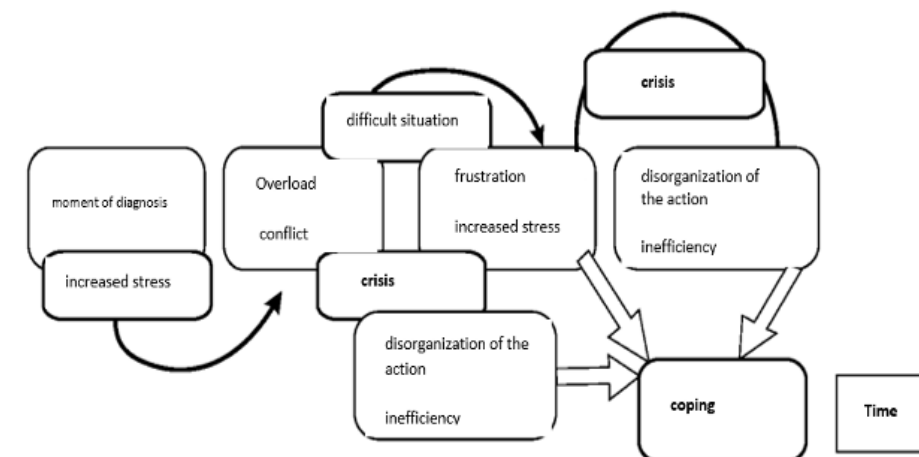 crisis
difficult situation
moment of diagnosis
increased stress
Overload
conflict
frustration
increased stress
disorganization of
the action
inefficiency
crisis
disorganization of the
action
inefficiency
coping
Time